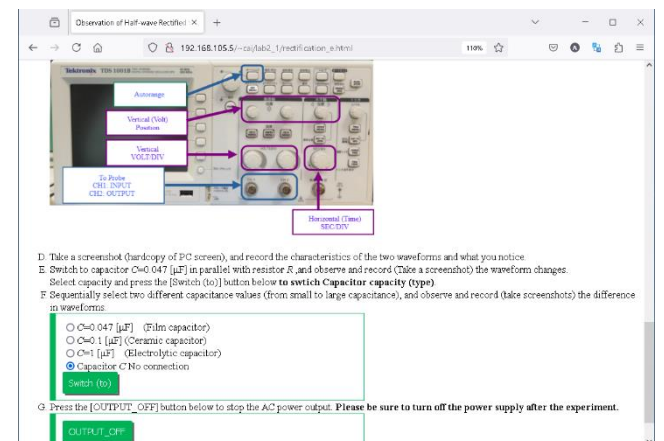 Observation of Half-wave Rectified
192.168.105.5/~cai/lab2_1/rectification_e.html
110%
Tektronix TDS 1001B
Autorange
Vertical (Volt)
Position
Vertical
VOLT/DIV
To Probe
CH1: INPUT
CH2: OUTPUT
Horizontal (Time)
SEC/DIV
D. Take a screenshot (hardcopy of PC screen), and record the characteristics of the two waveforms and what you notice.
E. Switch to capacitor C=0.047 [μF] in parallel with resistor R ,and observe and record (Take a screenshot) the waveform changes.
Select capacity and press the [Switch (to)] button below to swtich Capacitor capacity (type).
F Sequentially select two different capacitance values (from small to large capacitance), and observe and record (take screenshots) the difference
in waveforms.
C=0.047 [μF] (Film capacitor)
C=0.1 [μF] (Ceramic capacitor)
C=1 [μF] (Electrolytic capacitor)
Capacitor C No connection
Switch (to)
G. Press the [OUTPUT_OFF] button below to stop the AC power output. Please be sure to turn off the power supply after the experiment.
OUTPUT_OFF